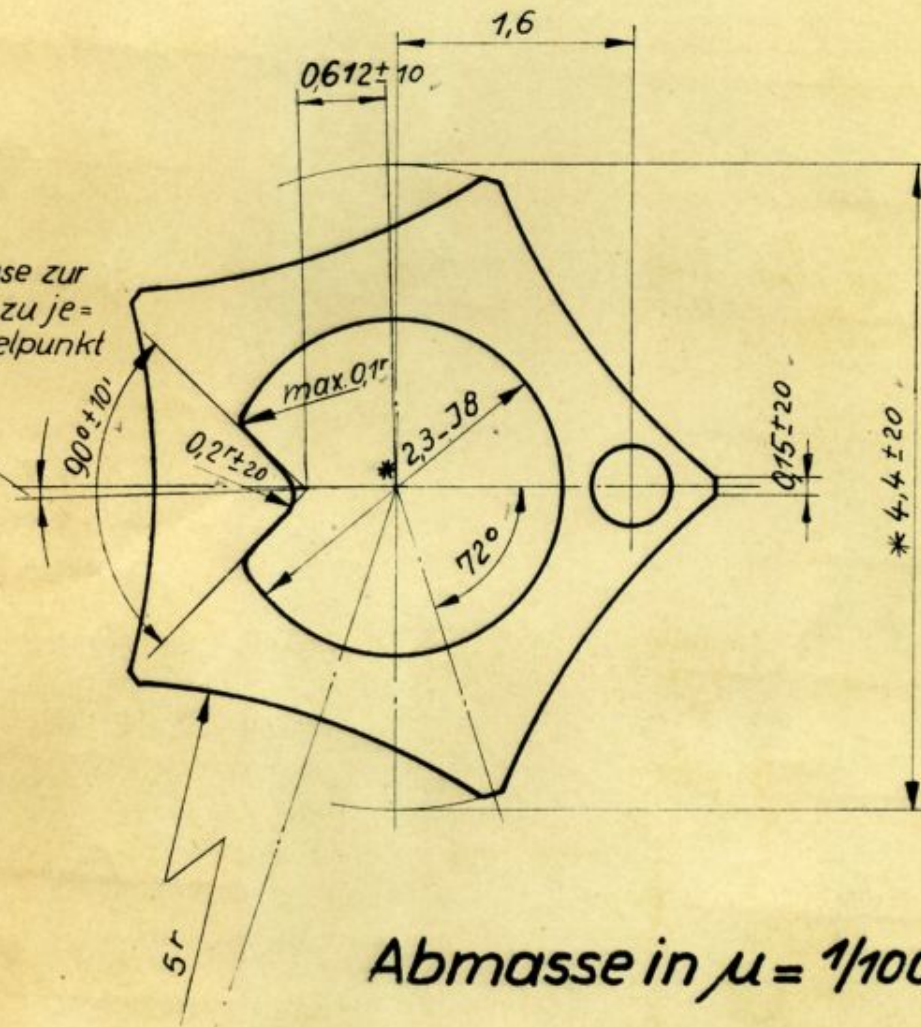 1,6
0,612±10
se zur
zu je=
elpunkt
90°±10'
max. 0,1r
0,2r±20
* 2,3-J8
72°
0,15±20
* 4,4 ±20
5r
Abmasse in μ = 1/100